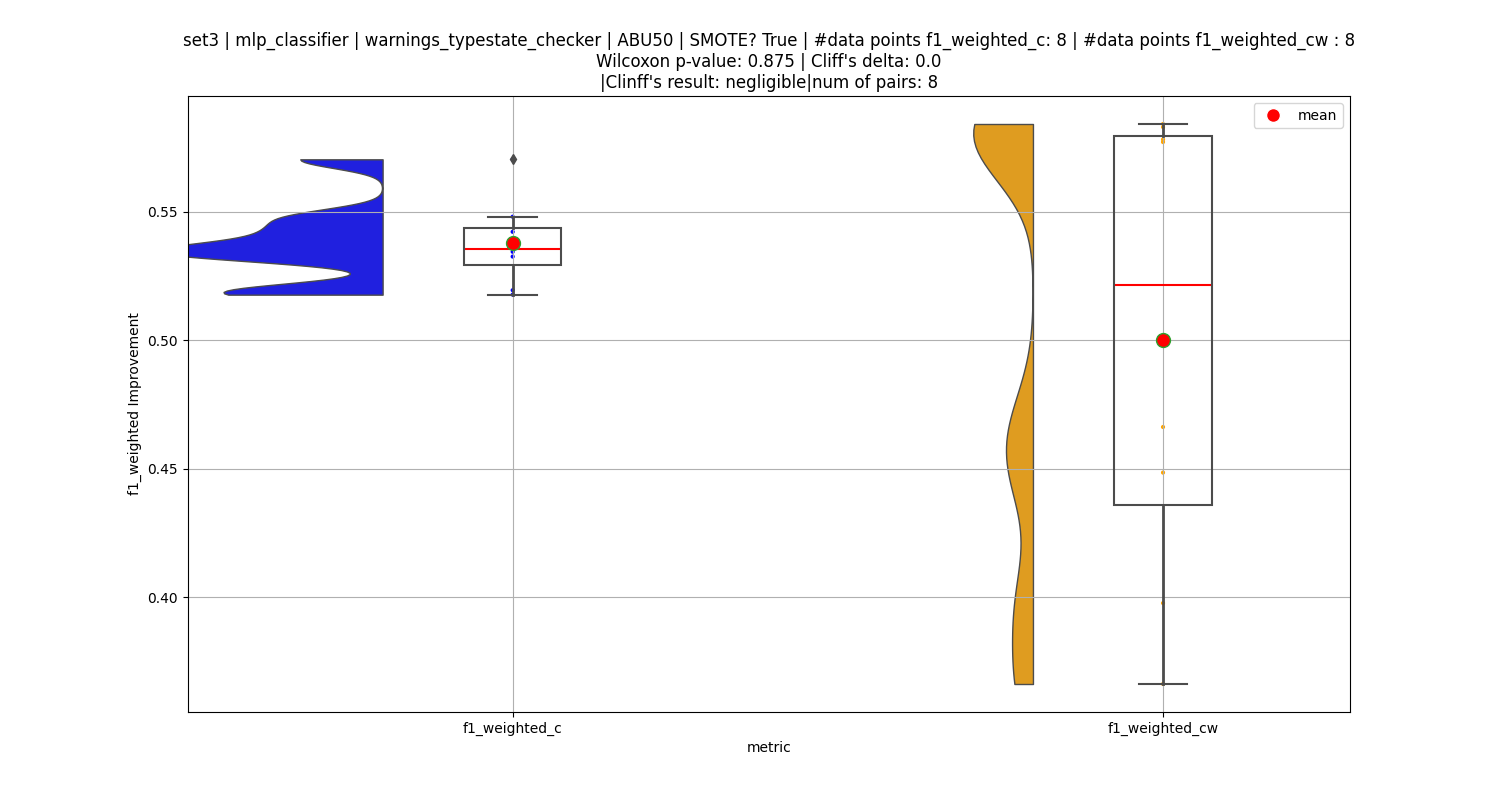 set3 | mlp_classifier | warnings_typestate_checker | ABU50 | SMOTE? True | #data points f1_weighted_c: 8 | #data points f1_weighted_cw : 8
Wilcoxon p-value: 0.875 | Cliff's delta: 0.0
|Clinff's result: negligible|num of pairs: 8
mean
f1_weighted Improvement
0.55
0.50
0.45
0.40
f1_weighted_c
f1_weighted_cw
metric